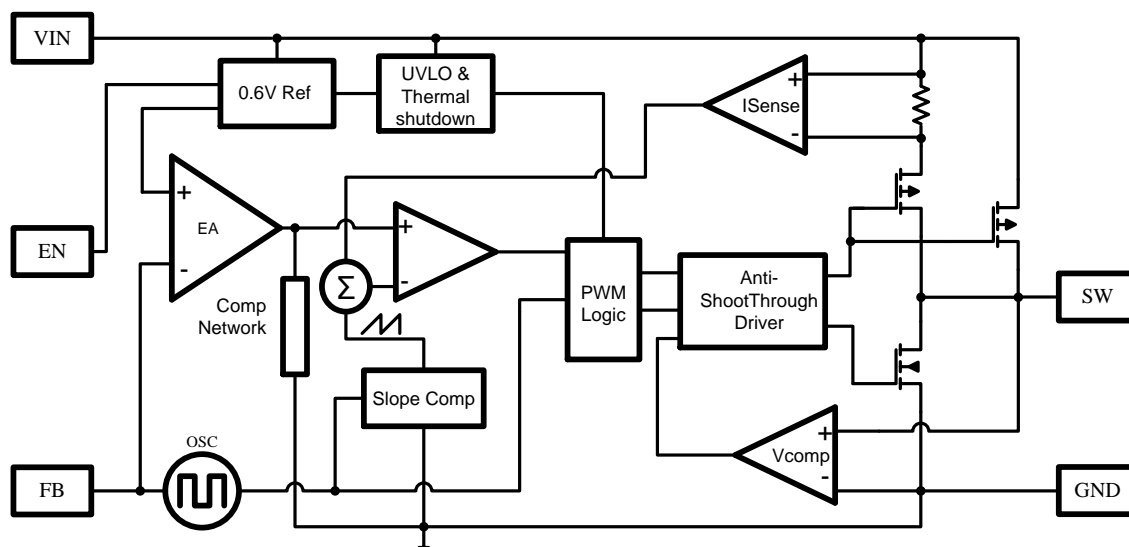 VIN
0.6V Ref
UVLO &
Thermal
shutdown
+
ISense
-
+
EA
-
EN
+
-
Σ
Comp
Network
PWM
Logic
Anti-
ShootThrough
Driver
SW
Slope Comp
OSC
FB
+
Vcomp
-
GND